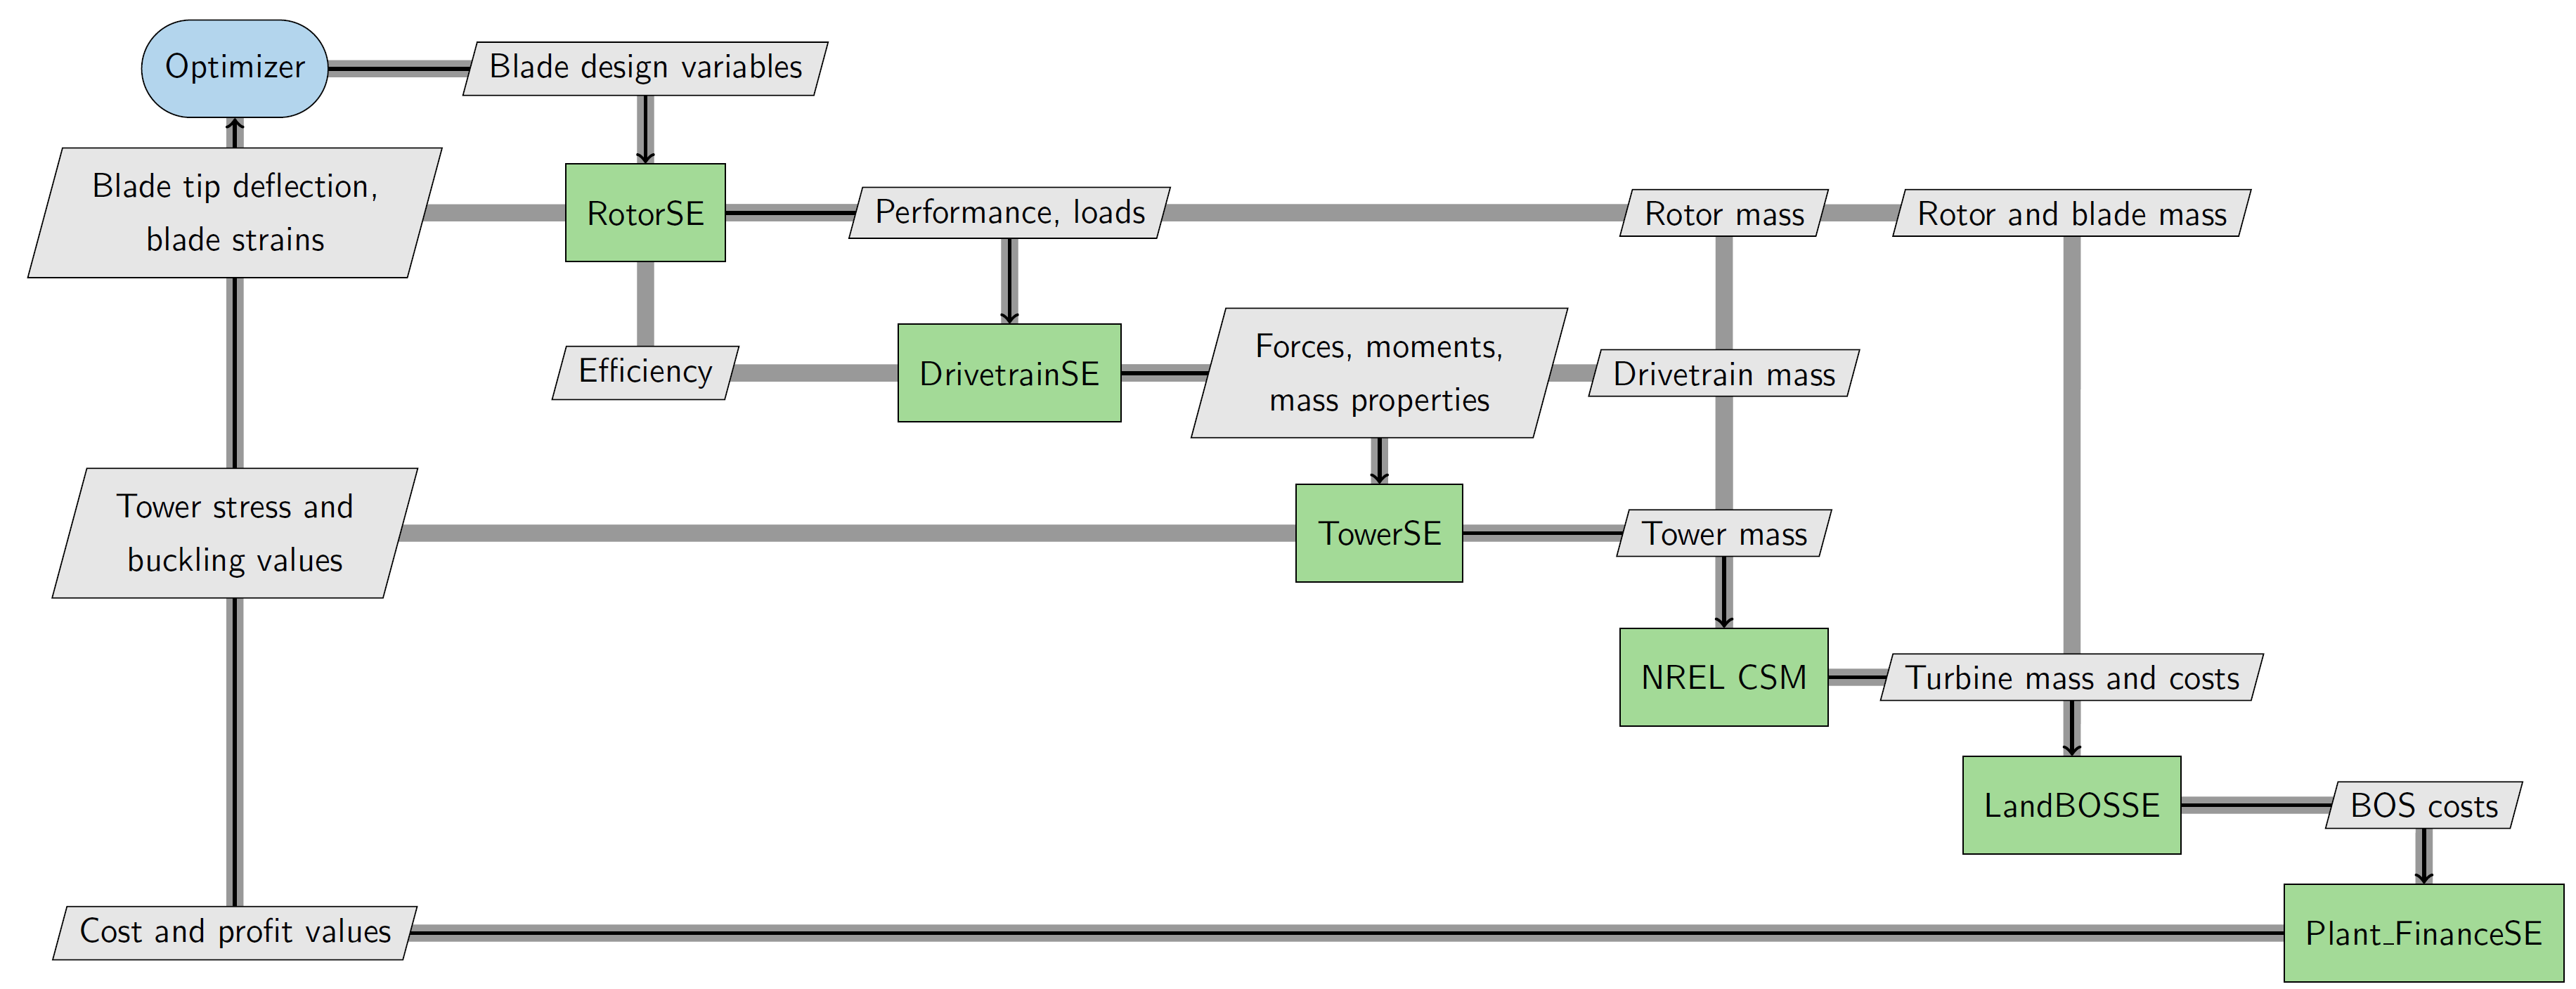 Optimizer
Blade design variables
Blade tip deflection,
blade strains
RotorSE
Performance, loads
Rotor mass
Rotor and blade mass
Efficiency
DrivetrainSE
Forces, moments,
mass properties
Drivetrain mass
Tower stress and
buckling values
TowerSE
Tower mass
NREL CSM
Turbine mass and costs
LandBOSSE
BOS costs
Cost and profit values
Plant_FinanceSE